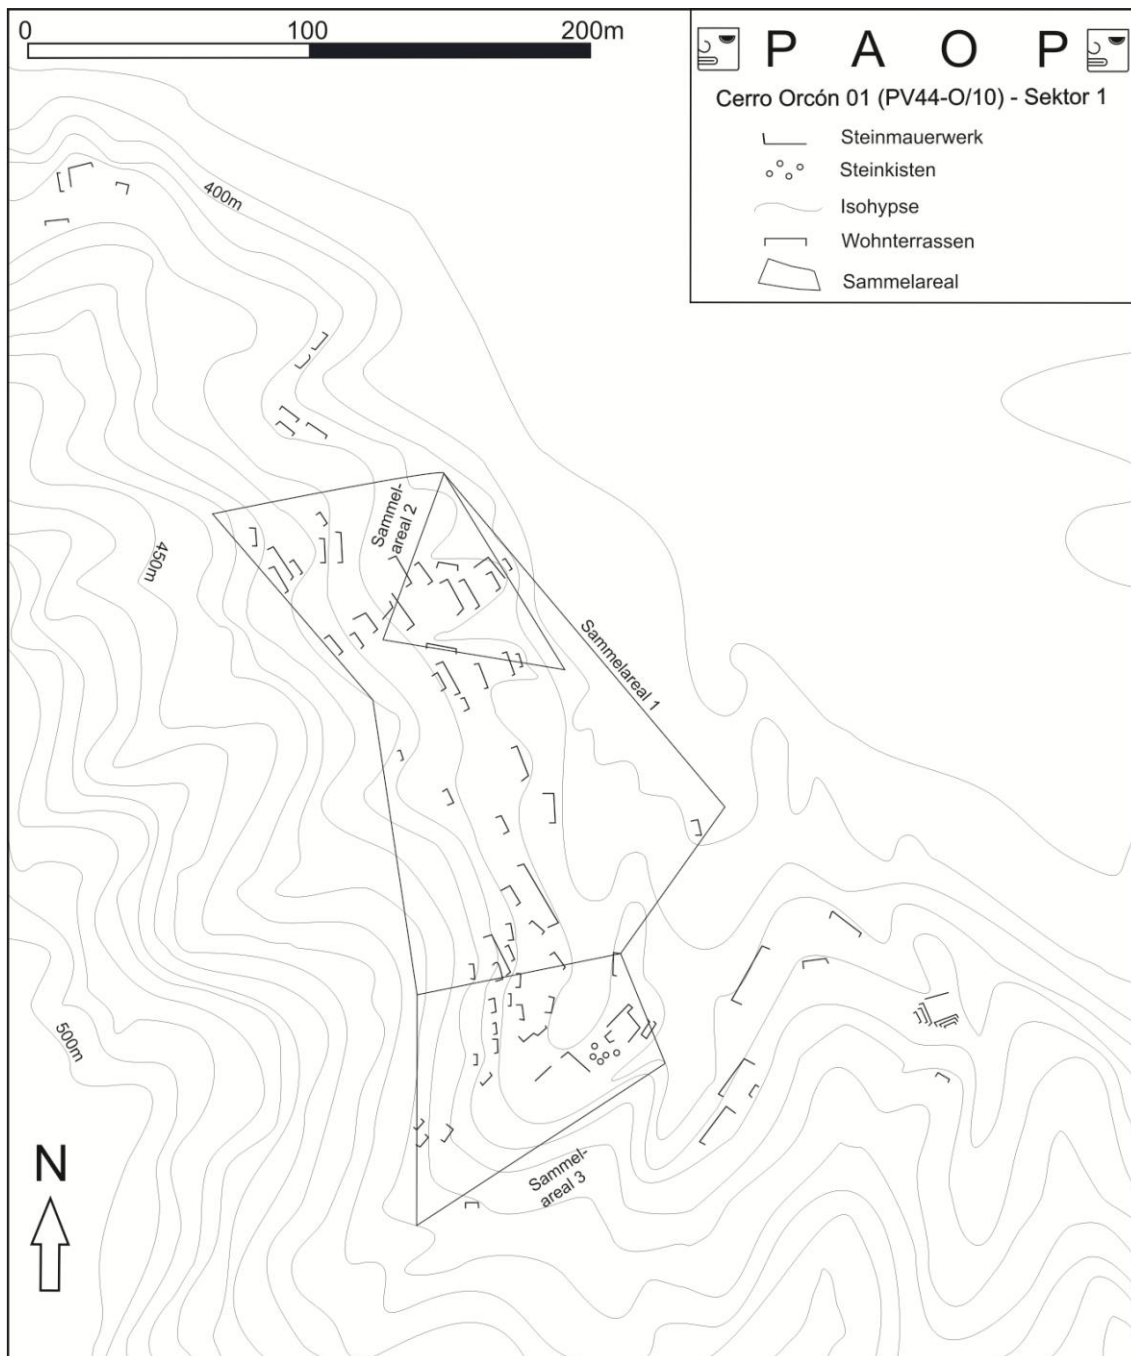 0 100 200m
P A O P
Cerro Orcón 01 (PV44-O/10) - Sektor 1
Steinmauerwerk
Steinkisten
Isohypse
Wohnterrassen
Sammelareal
400m
Sammel-
areal 2
450m
Sammelareal 1
500m
N
Sammel-
areal 3